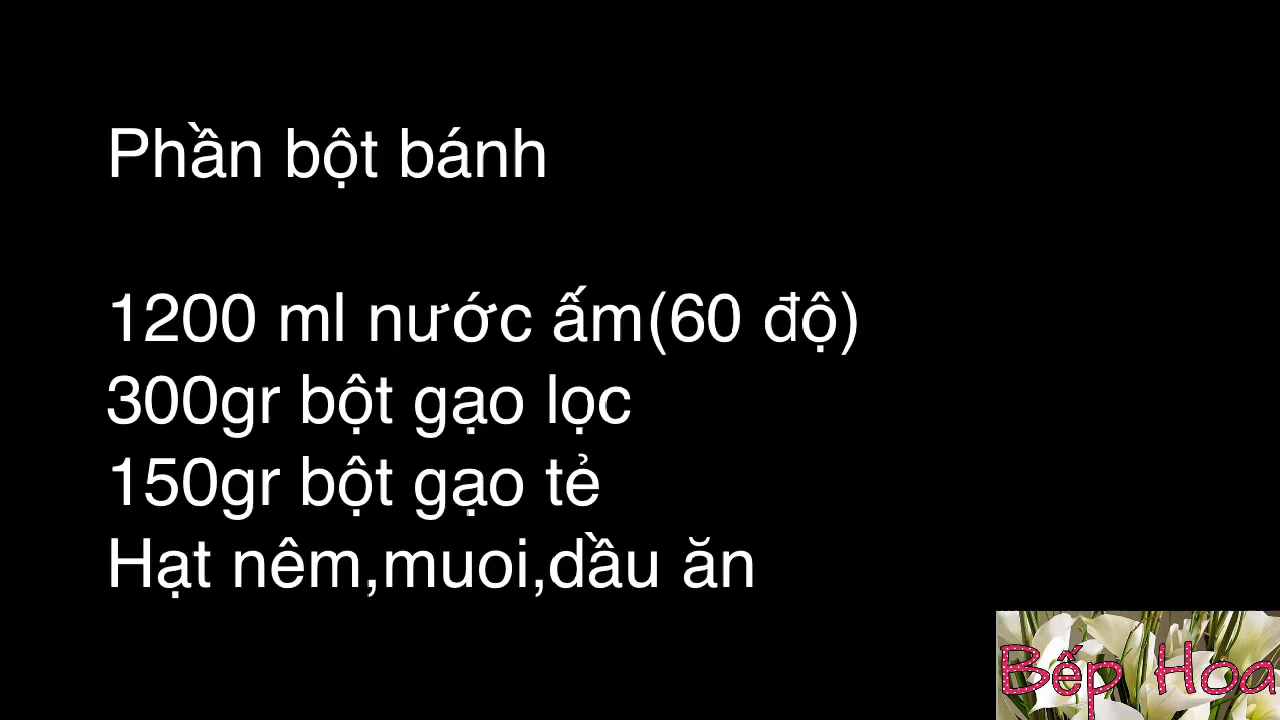 Phần bột bánh
1200 ml nước ấm(60 độ)
300gr bột gạo lọc
150gr bột gạo tẻ
Hạt nêm,muoi,dầu ăn
Bếp Hoa